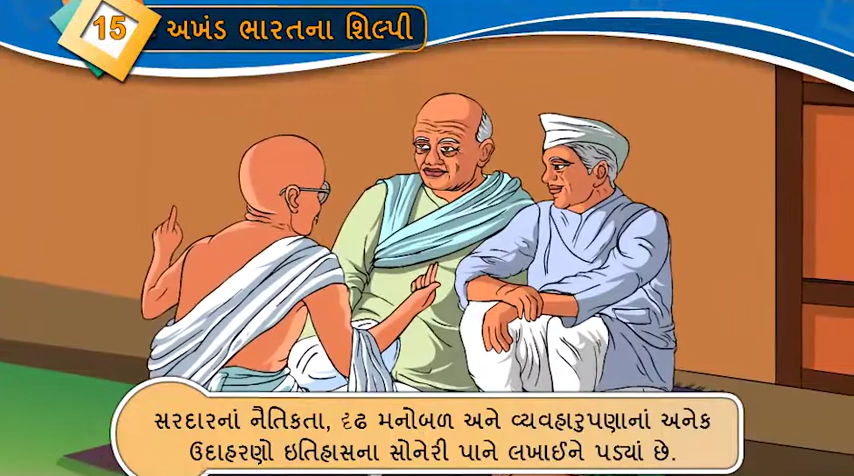 15
અખંડ ભારતના શિલ્પી
સરદારનાં નૈતિકતા, દૃઢ મનોબળ અને વ્યવહારુપણાનાં અનેક
ઉદાહરણો ઇતિહાસના સોનેરી પાને લખાઈને પડ્યાં છે.